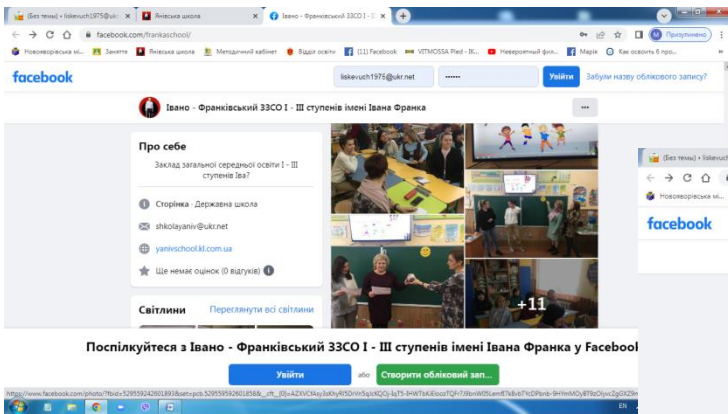 (Без темы) • liskevuch1975@uk
Янівська школа
Івано - Франківський ЗЗСО І -
facebook.com/frankaschool/
Призупинено
Новояворівська мі...
Заняття
Янівська школа
Методичний кабінет
Відділ освіти
(11) Facebook
VITMOSSA Pled - IK...
Невероятный фил...
Марія
Как освоить 6 про...
facebook
liskevuch1975@ukr.net
Увійти
Забули назву облікового запису?
Івано - Франківський ЗЗСО І - ІІІ ступенів імені Івана Франка
Про себе
Заклад загальної середньої освіти І - ІІІ
ступенів Іва?
Сторінка · Державна школа
shkolayaniv@ukr.net
yanivschool.kl.com.ua
Ще немає оцінок (0 відгуків)
Світлини
Переглянути всі світлини
+11
Поспілкуйтеся з Івано - Франківський ЗЗСО І - ІІІ ступенів імені Івана Франка у Facebook
Увійти
або
Створити обліковий зап...
EN
(Без темы) • liskevuch
Новояворівська мі...
facebook